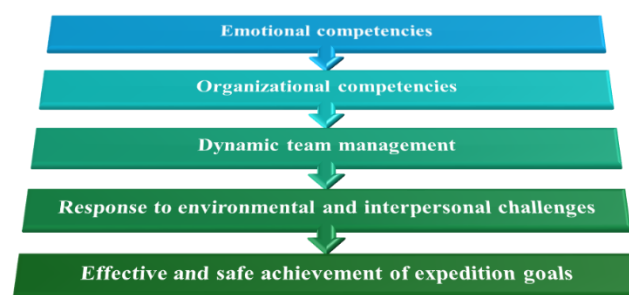 Emotional competencies
Organizational competencies
Dynamic team management
Response to environmental and interpersonal challenges
Effective and safe achievement of expedition goals